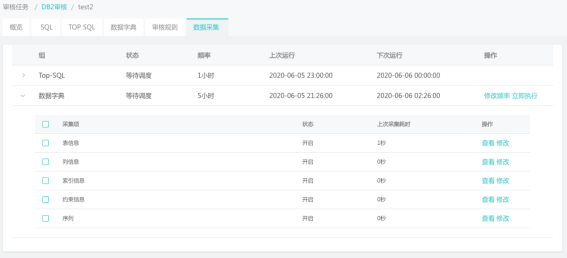 审核任务 / DB2审核 / test2
概览 SQL TOP SQL 数据字典 审核规则 数据采集
组 状态 频率 上次运行 下次运行 操作
Top-SQL 等待调度 1小时 2020-06-05 23:00:00 2020-06-06 00:00:00
数据字典 等待调度 5小时 2020-06-05 21:26:00 2020-06-06 02:26:00 修改频率 立即执行
采集组 状态 上次采集耗时 操作
表信息 开启 1秒 查看 修改
列信息 开启 0秒 查看 修改
索引信息 开启 0秒 查看 修改
约束信息 开启 0秒 查看 修改
序列 开启 0秒 查看 修改